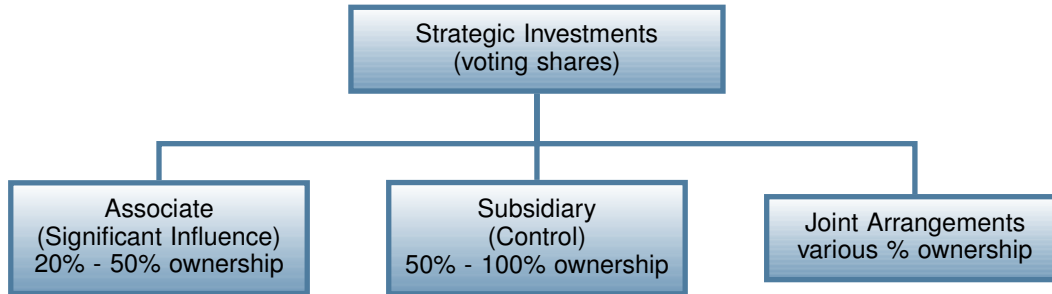 Strategic Investments
(voting shares)
Associate
(Significant Influence)
20% - 50% ownership
Subsidiary
(Control)
50% - 100% ownership
Joint Arrangements
various % ownership